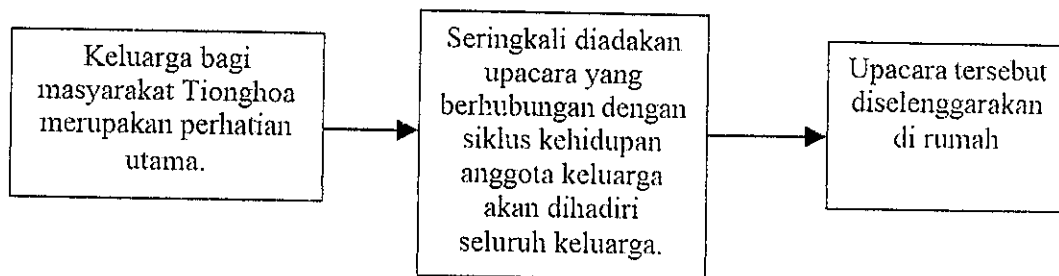 Keluarga bagi
masyarakat Tionghoa
merupakan perhatian
utama.
Seringkali diadakan
upacara yang
berhubungan dengan
siklus kehidupan
anggota keluarga
akan dihadiri
seluruh keluarga.
Upacara tersebut
diselenggarakan
di rumah